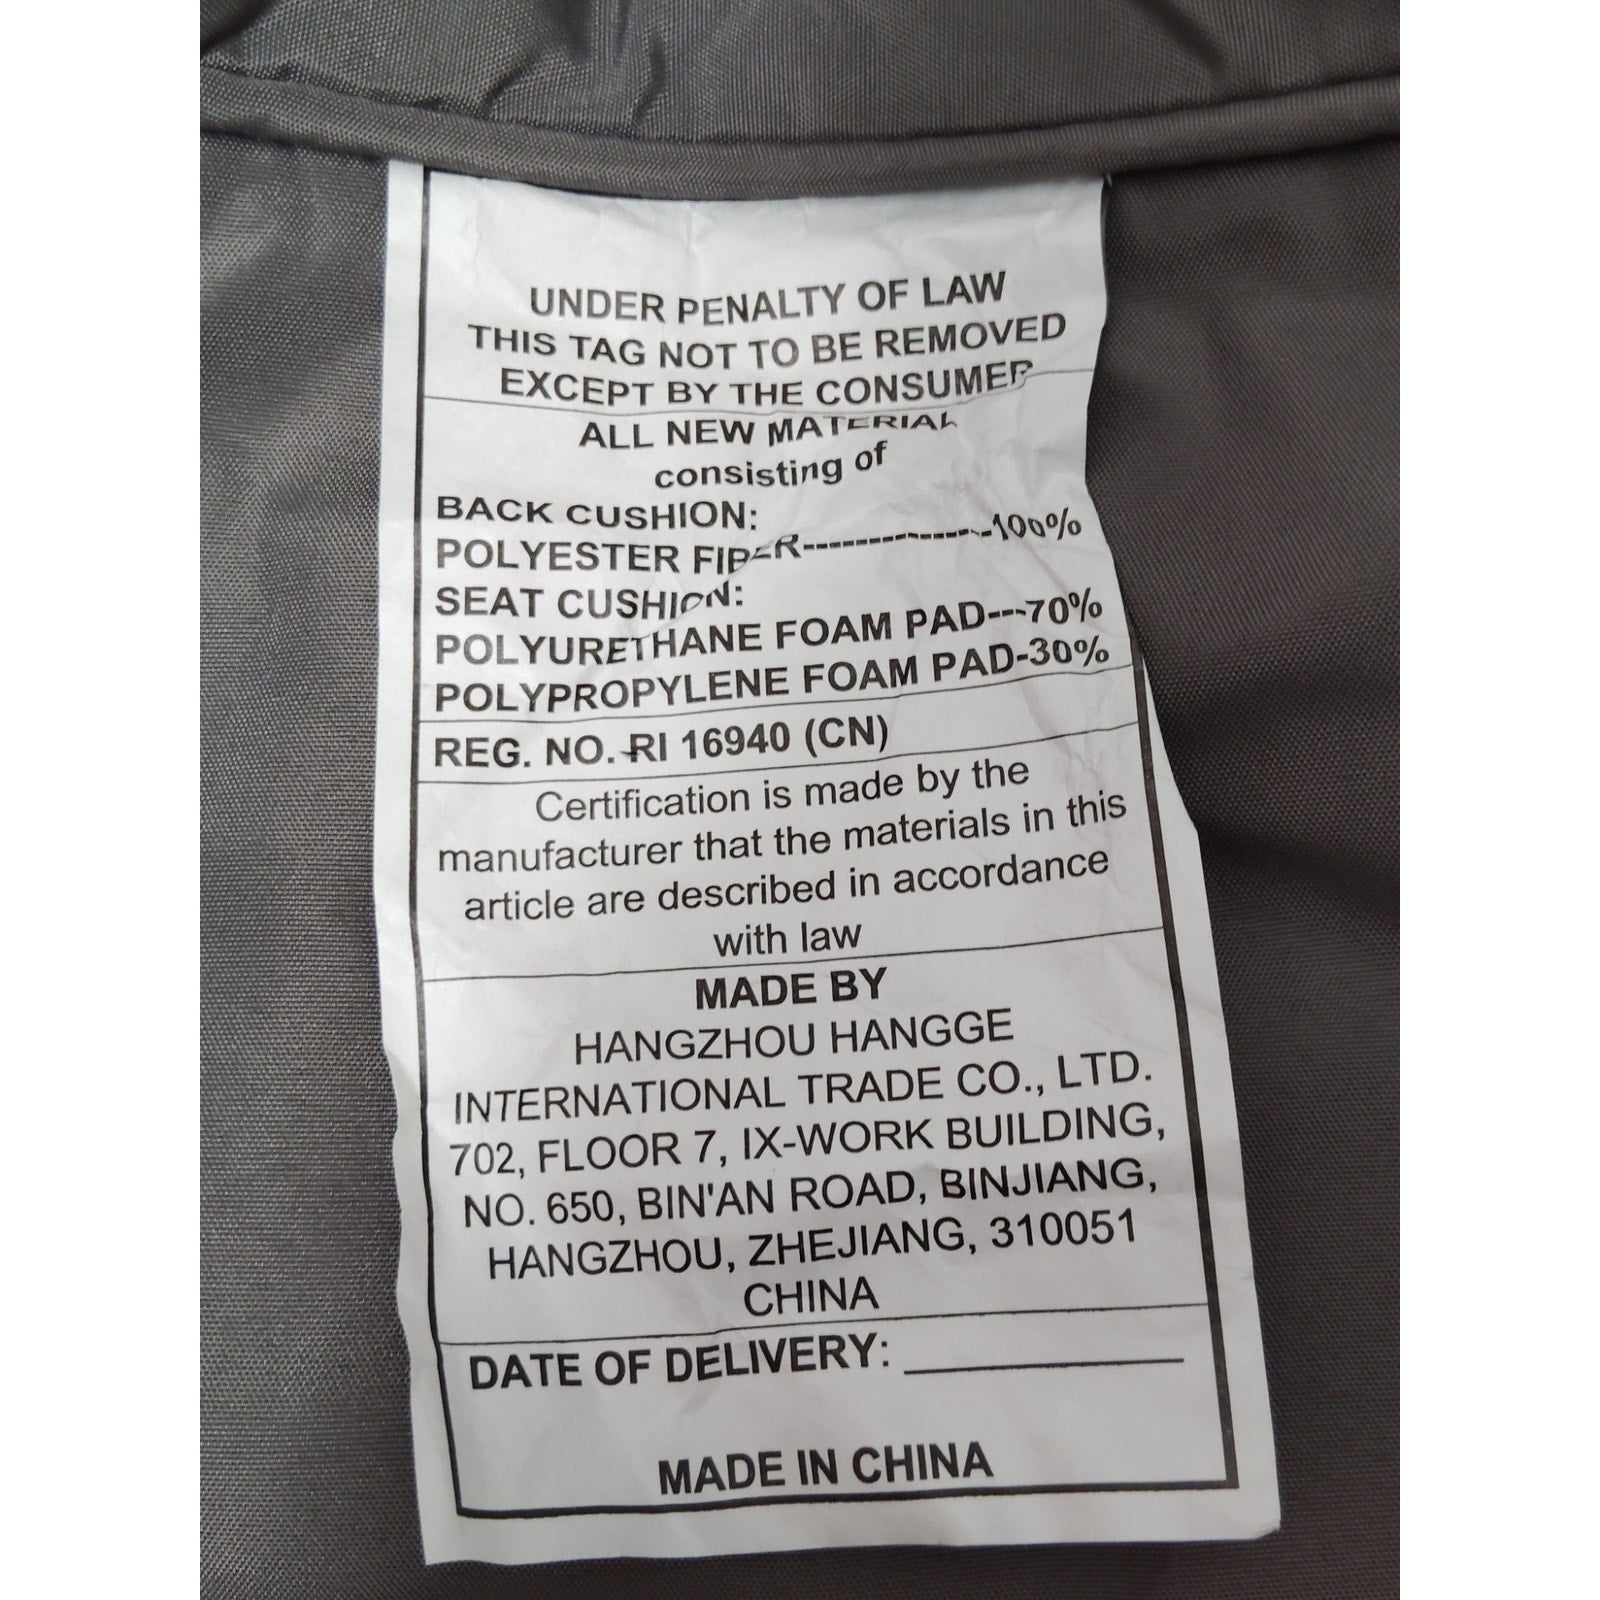 UNDER PENALTY OF LAW
THIS TAG NOT TO BE REMOVED
EXCEPT BY THE CONSUMER
ALL NEW MATERIAL
consisting of
BACK CUSHION:
POLYESTER FIBER--------------100%
SEAT CUSHION:
POLYURETHANE FOAM PAD---70%
POLYPROPYLENE FOAM PAD-30%
REG. NO. RI 16940 (CN)
Certification is made by the
manufacturer that the materials in this
article are described in accordance
with law
MADE BY
HANGZHOU HANGGE
INTERNATIONAL TRADE CO., LTD.
702, FLOOR 7, IX-WORK BUILDING,
NO. 650, BIN'AN ROAD, BINJIANG,
HANGZHOU, ZHEJIANG, 310051
CHINA
DATE OF DELIVERY: ____________
MADE IN CHINA